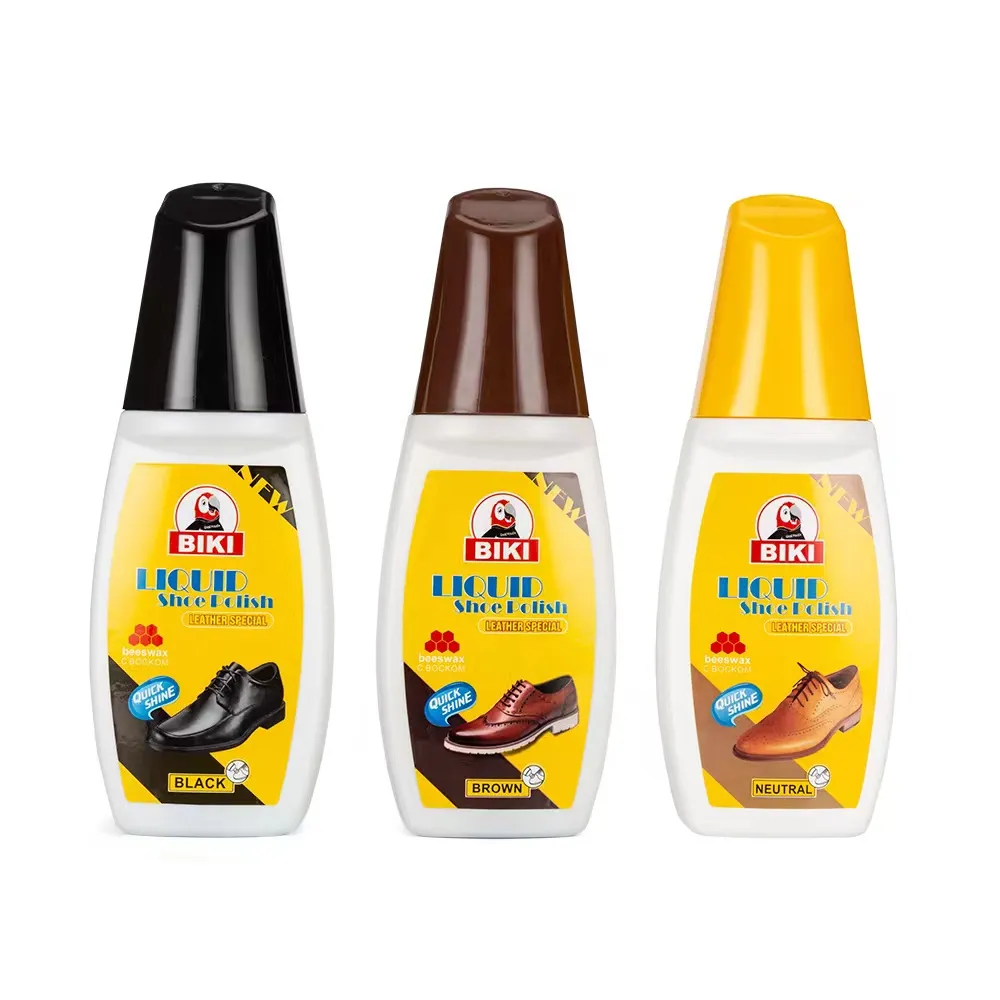 NEW
BIKI
LIQUID
Shoe Polish
LEATHER SPECIAL
beeswax
С ВОСКОМ
QUICK
SHINE
BLACK
NEW
BIKI
LIQUID
Shoe Polish
LEATHER SPECIAL
beeswax
С ВОСКОМ
QUICK
SHINE
BROWN
NEW
BIKI
LIQUID
Shoe Polish
LEATHER SPECIAL
beeswax
С ВОСКОМ
QUICK
SHINE
NEUTRAL